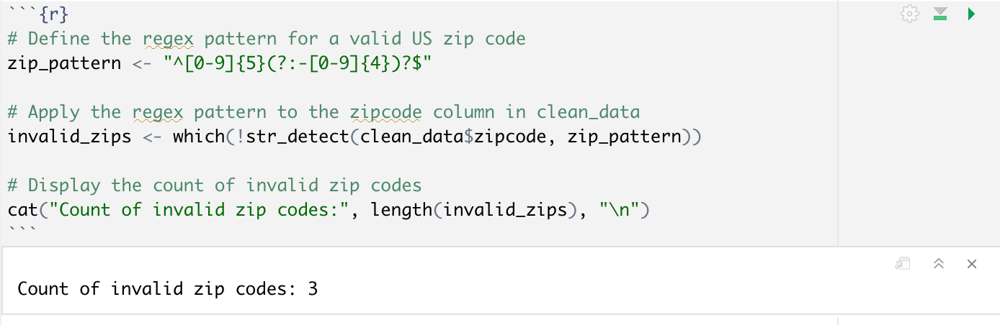 ```{r}
# Define the regex pattern for a valid US zip code
zip_pattern <- "^[0-9]{5}(?:-[0-9]{4})?$"
# Apply the regex pattern to the zipcode column in clean_data
invalid_zips <- which(!str_detect(clean_data$zipcode, zip_pattern))
# Display the count of invalid zip codes
cat("Count of invalid zip codes:", length(invalid_zips), "\n")
```
Count of invalid zip codes: 3